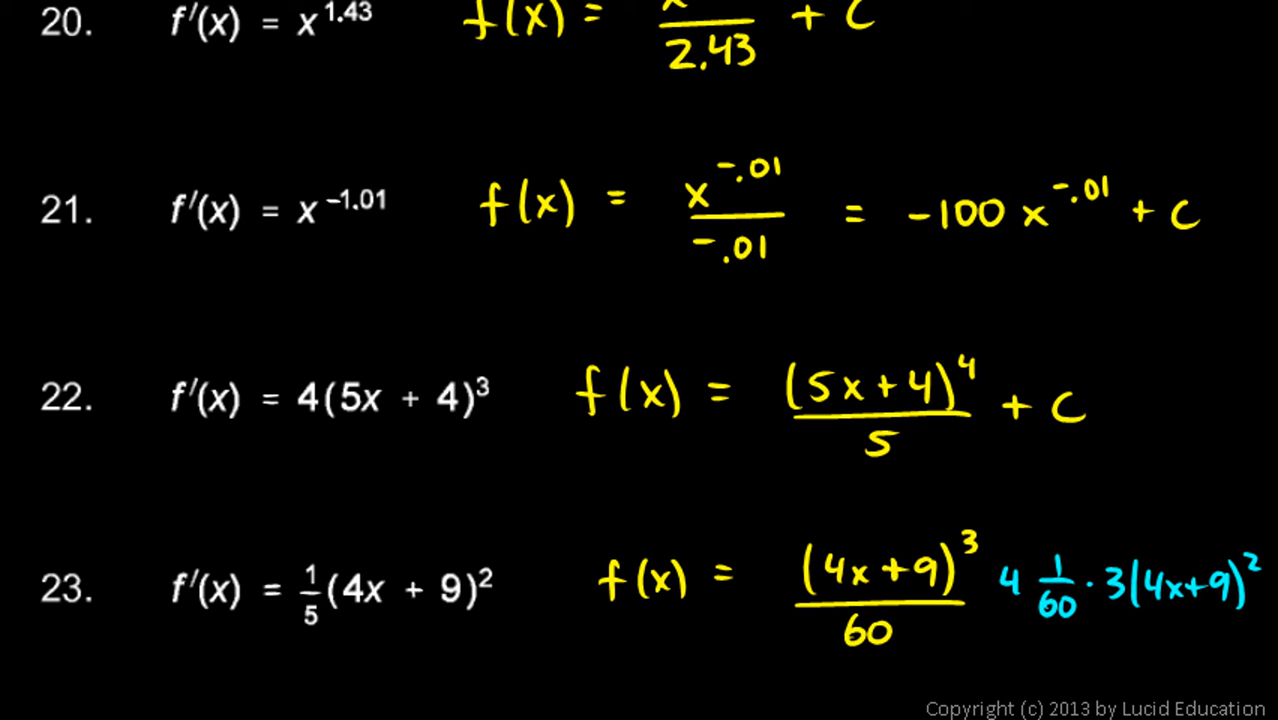 20. f'(x) = x^1.43 f(x) = x/2.43 + C
21. f'(x) = x^-1.01 f(x) = x^-.01/-.01 = -100 x^-.01 + C
22. f'(x) = 4(5x + 4)³ f(x) = (5x+4)^4/5 + C
23. f'(x) = 1/5(4x + 9)² f(x) = (4x+9)³/60 4 1/60 · 3(4x+9)²
Copyright (c) 2013 by Lucid Education